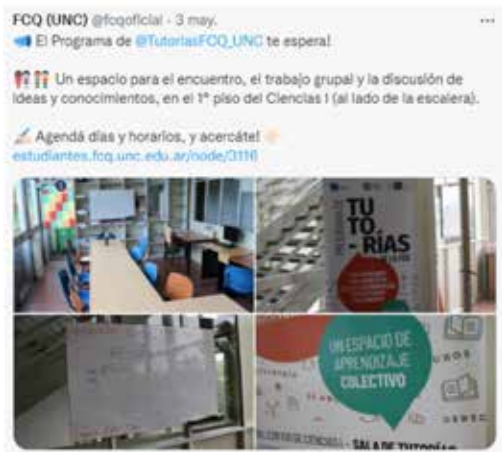 FCQ (UNC) @fcqoficial · 3 may.
El Programa de @TutoriasFCQ_UNC te espera!
Un espacio para el encuentro, el trabajo grupal y la discusión de
ideas y conocimientos, en el 1° piso del Ciencias I (al lado de la escalera).
Agendá días y horarios, y acercáte!
estudiantes.fcq.unc.edu.ar/node/3116
TU
TO
-RÍAS
UN ESPACIO DE
APRENDIZAJE
COLECTIVO
- SALA DE TUTORÍAS